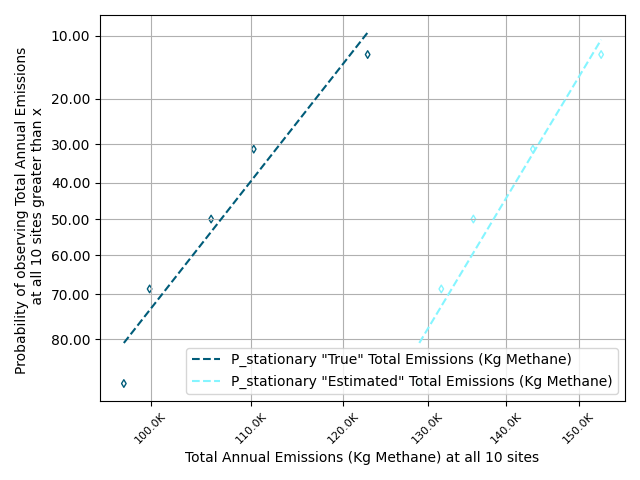 Probability of observing Total Annual Emissions
at all 10 sites greater than x
10.00
20.00
30.00
40.00
50.00
60.00
70.00
80.00
P_stationary "True" Total Emissions (Kg Methane)
P_stationary "Estimated" Total Emissions (Kg Methane)
100.0K
110.0K
120.0K
130.0K
140.0K
150.0K
Total Annual Emissions (Kg Methane) at all 10 sites